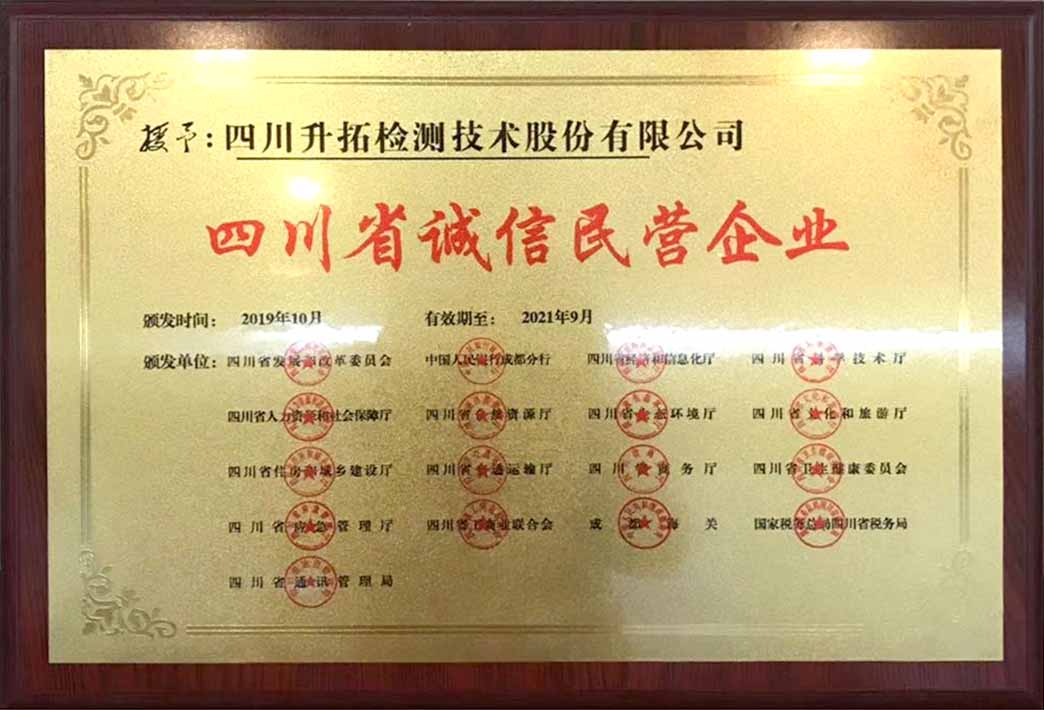 授予：四川升拓检测技术股份有限公司
四川省诚信民营企业
颁发时间： 2019年10月 有效期至： 2021年9月
颁发单位：四川省发展和改革委员会 中国人民银行成都分行 四川省经济和信息化厅 四川省科学技术厅
四川省人力资源和社会保障厅 四川省自然资源厅 四川省生态环境厅 四川省文化和旅游厅
四川省住房和城乡建设厅 四川省交通运输厅 四川省商务厅 四川省卫生健康委员会
四川省应急管理厅 四川省工商业联合会 成都海关 国家税务总局四川省税务局
四川省通讯管理局